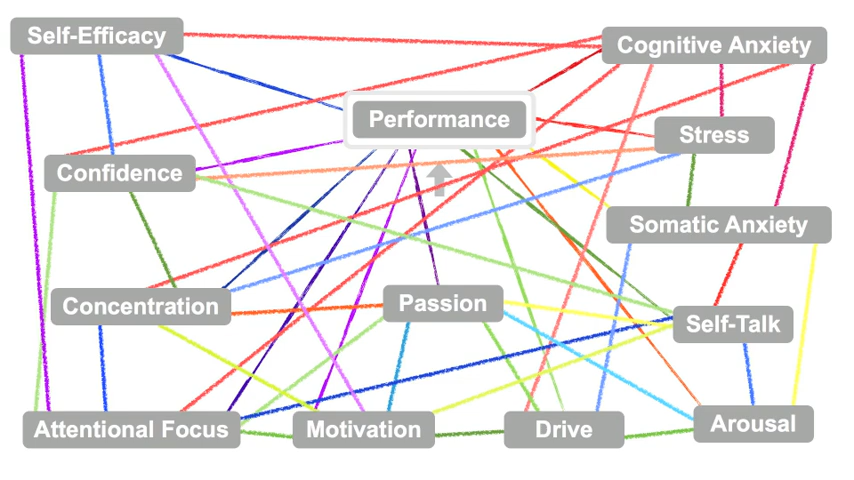 Self-Efficacy
Cognitive Anxiety
Performance
Stress
Confidence
Somatic Anxiety
Concentration
Passion
Self-Talk
Attentional Focus
Motivation
Drive
Arousal